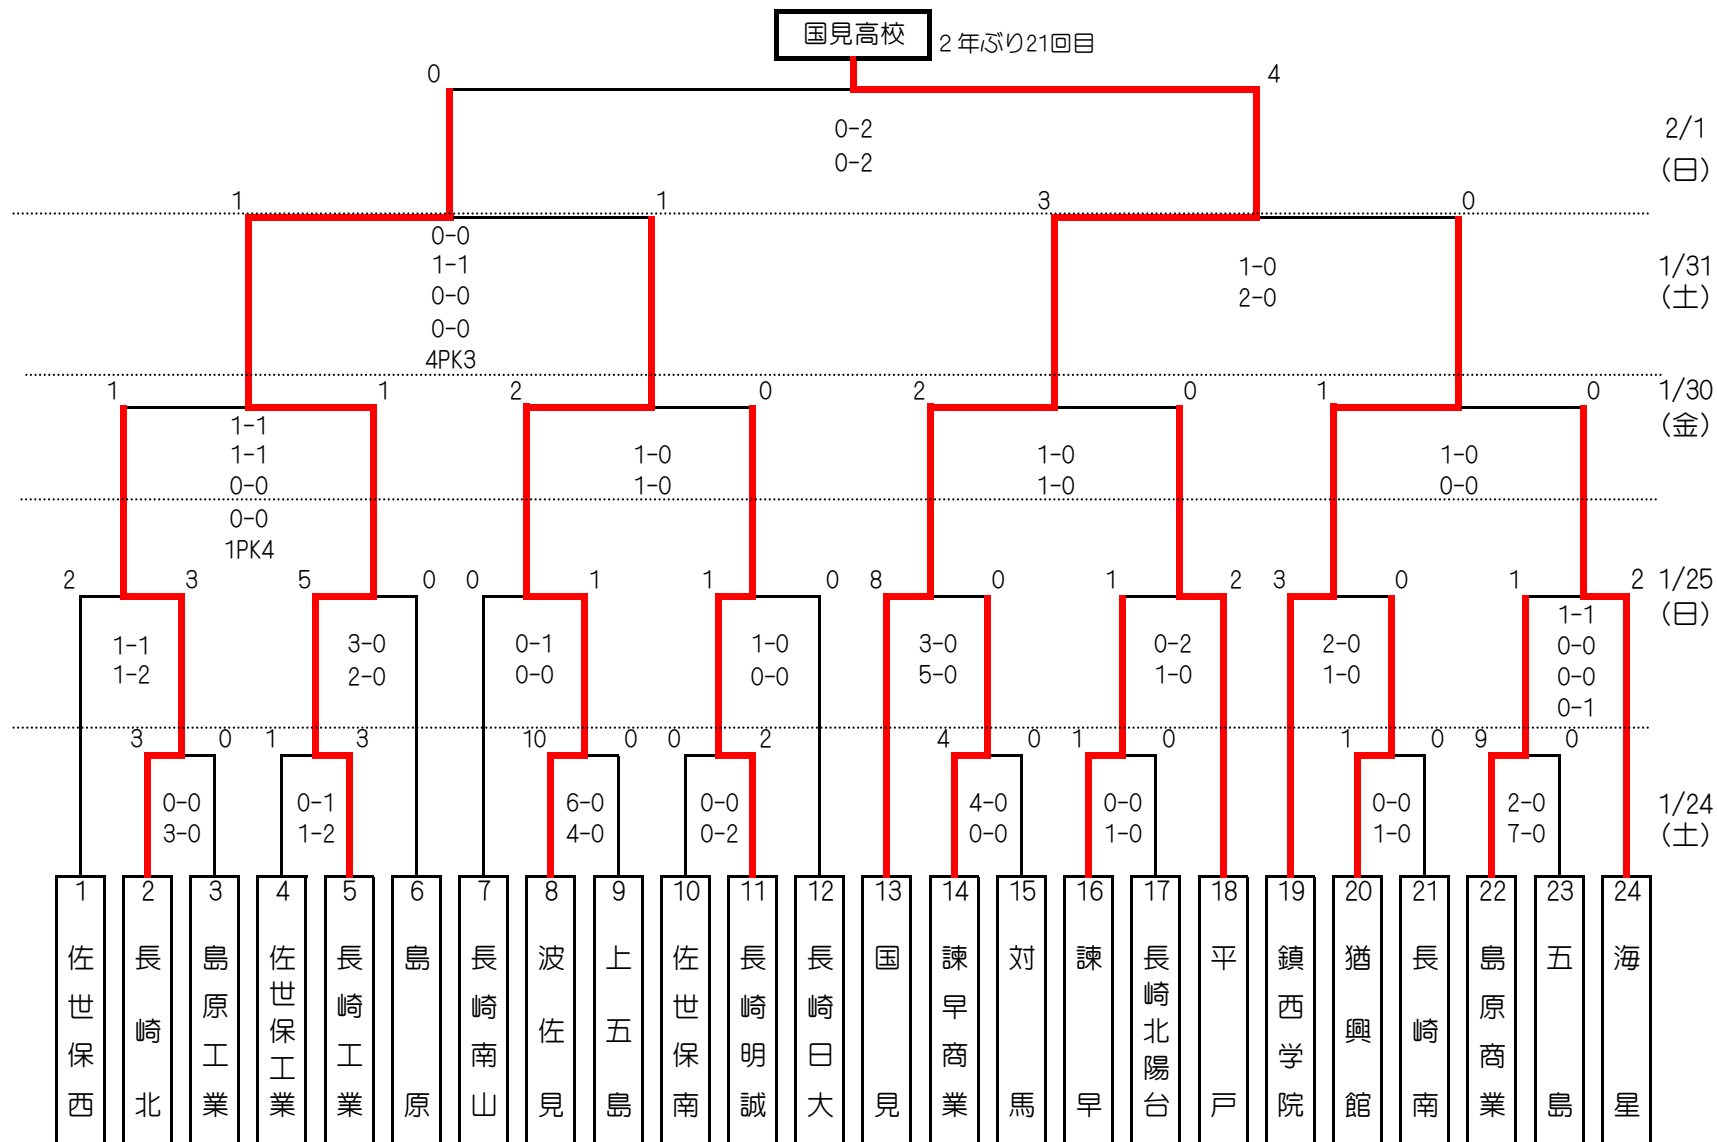 国見高校
2 年ぶり21回目
0 4
0-2
0-2
2/1
(日)
1 1 3 0
0-0
1-1
0-0
0-0
4PK3
1-0
2-0
1/31
(土)
1 1 2 0 2 0 1 0
1/30
(金)
1-1
1-1
0-0
0-0
1PK4
1-0
1-0
1-0
1-0
1-0
0-0
2 3 5 0 0 1 1 0 8 0 1 2 3 0 1 2
1/25
(日)
1-1
1-2
3-0
2-0
0-1
0-0
1-0
0-0
3-0
5-0
0-2
1-0
2-0
1-0
1-1
0-0
0-0
0-1
3 0 1 3 10 0 0 2 4 0 1 0 1 0 9 0
0-0
3-0
0-1
1-2
6-0
4-0
0-0
0-2
4-0
0-0
0-0
1-0
0-0
1-0
2-0
7-0
1/24
(土)
1
佐世保西
2
長崎北
3
島原工業
4
佐世保工業
5
長崎工業
6
島原
7
長崎南山
8
波佐見
9
上五島
10
佐世保南
11
長崎明誠
12
長崎日大
13
国見
14
諫早商業
15
対馬
16
諫早
17
長崎北陽台
18
平戸
19
鎮西学院
20
猶興館
21
長崎南
22
島原商業
23
五島
24
海星